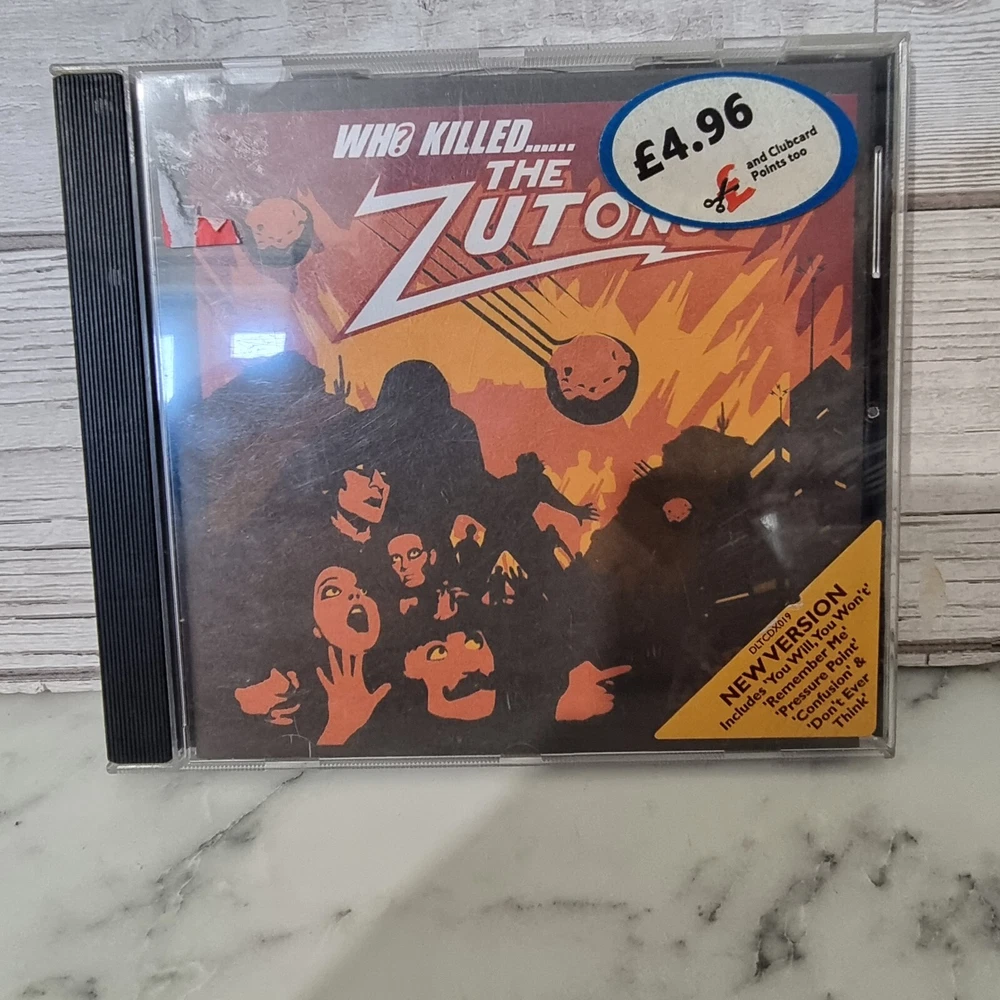 WHO KILLED......
THE
ZUTONS
£4.96
and Clubcard
Points too
£
DLTCDX019
NEW VERSION
Includes 'You Will, You Won't'
'Remember Me'
'Pressure Point'
'Confusion' &
'Don't Ever
Think'